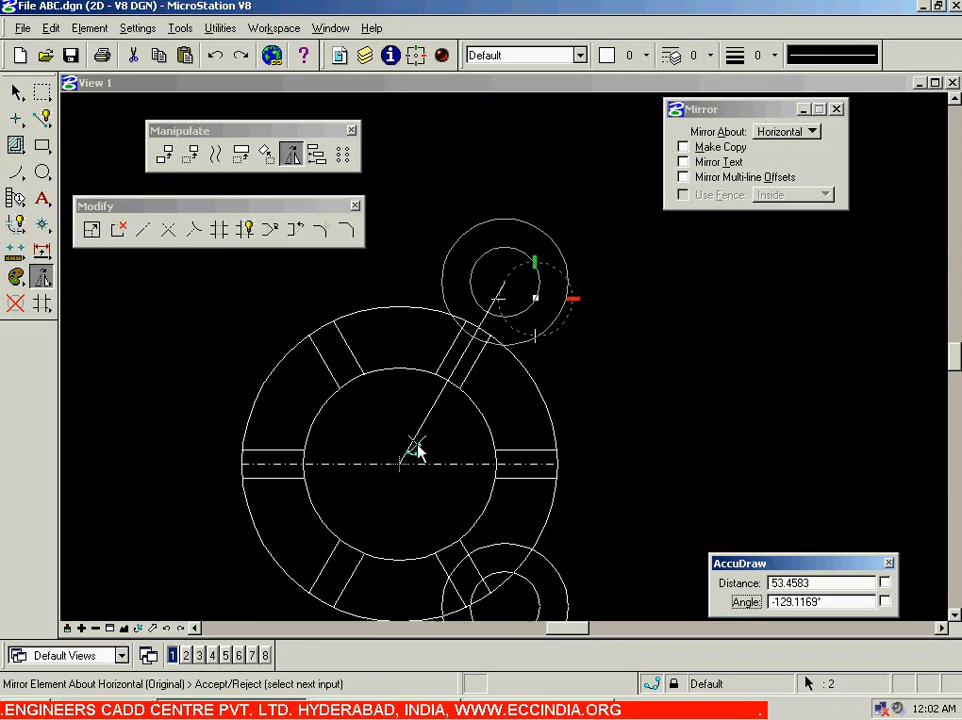 File ABC.dgn (2D - V8 DGN) - MicroStation V8
File Edit Element Settings Tools Utilities Workspace Window Help
Default 0 0 0
View 1
Manipulate
Modify
Mirror
Mirror About: Horizontal
Make Copy
Mirror Text
Mirror Multi-line Offsets
Use Fence: Inside
AccuDraw
Distance: 53.4583
Angle: -129.1169°
Default Views 1 2 3 4 5 6 7 8
Mirror Element About Horizontal (Original) > Accept/Reject (select next input) Default : 2
.ENGINEERS CADD CENTRE PVT. LTD. HYDERABAD, INDIA, WWW.ECCINDIA.ORG . 12:02 AM